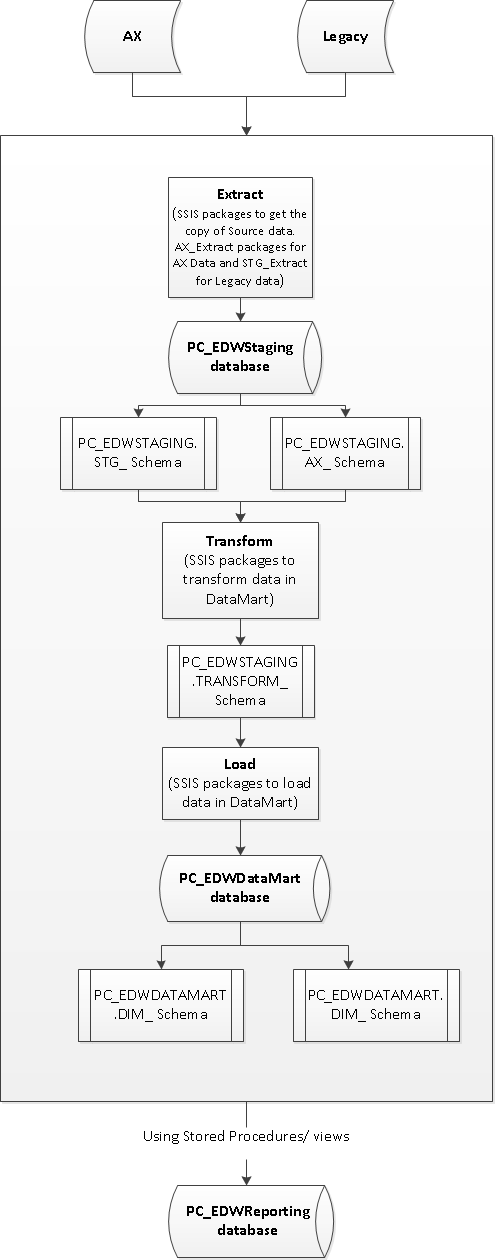 AX
Legacy
Extract
(SSIS packages to get the
copy of Source data.
AX_Extract packages for
AX Data and STG_Extract
for Legacy data)
PC_EDWStaging
database
PC_EDWSTAGING.
STG_ Schema
PC_EDWSTAGING.
AX_ Schema
Transform
(SSIS packages to
transform data in
DataMart)
PC_EDWSTAGING
.TRANSFORM_
Schema
Load
(SSIS packages to load
data in DataMart)
PC_EDWDataMart
database
PC_EDWDATAMART
.DIM_ Schema
PC_EDWDATAMART.
DIM_ Schema
Using Stored Procedures/ views
PC_EDWReporting
database